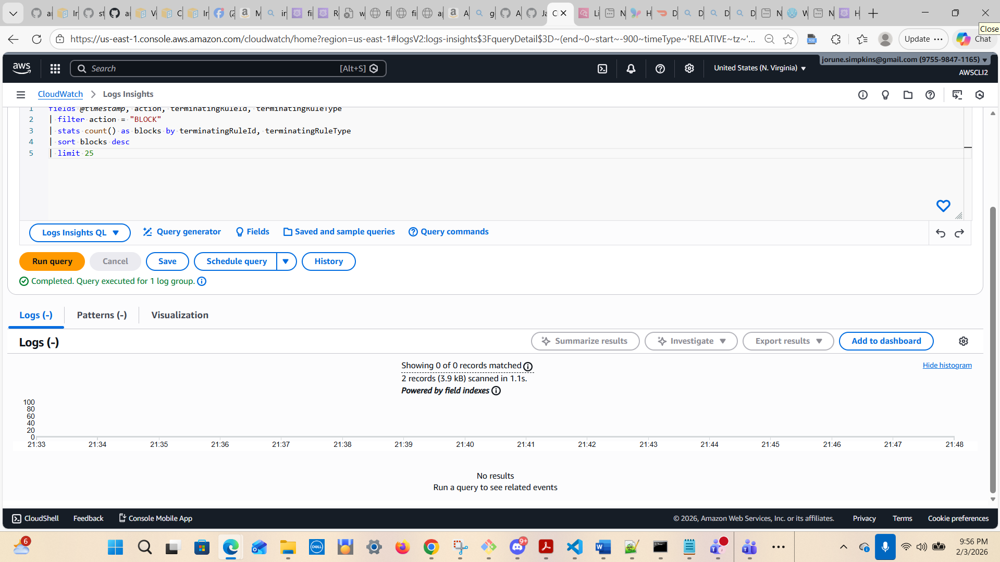 Close
https://us-east-1.console.aws.amazon.com/cloudwatch/home?region=us-east-1#logsV2:logs-insights$3FqueryDetail$3D~(end~0~start~-900~timeType~'RELATIVE~tz~'...
Update
Chat
aws
Search
[Alt+S]
United States (N. Virginia)
jorune.simpkins@gmail.com (9755-9847-1165)
AWSCLI2
CloudWatch
Logs Insights
1 fields @timestamp, action, terminatingRuleId, terminatingRuleType
2 | filter action = "BLOCK"
3 | stats count() as blocks by terminatingRuleId, terminatingRuleType
4 | sort blocks desc
5 | limit 25
Logs Insights QL
Query generator
Fields
Saved and sample queries
Query commands
Run query
Cancel
Save
Schedule query
History
Completed. Query executed for 1 log group.
Logs (-)
Patterns (-)
Visualization
Logs (-)
Summarize results
Investigate
Export results
Add to dashboard
Showing 0 of 0 records matched
Hide histogram
2 records (3.9 kB) scanned in 1.1s.
Powered by field indexes
100
80
60
40
20
0
21:33 21:34 21:35 21:36 21:37 21:38 21:39 21:40 21:41 21:42 21:43 21:44 21:45 21:46 21:47 21:48
No results
Run a query to see related events
CloudShell
Feedback
Console Mobile App
© 2026, Amazon Web Services, Inc. or its affiliates.
Privacy
Terms
Cookie preferences
6
DELL
9+
9:56 PM
2/3/2026